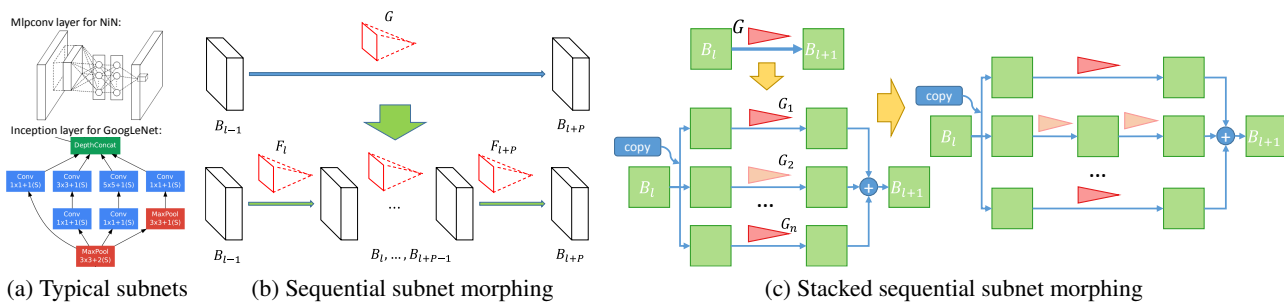 Mlpconv layer for NiN:
Inception layer for GoogLeNet:
DepthConcat
Conv
1x1+1(S)
Conv
3x3+1(S)
Conv
5x5+1(S)
Conv
1x1+1(S)
Conv
1x1+1(S)
Conv
1x1+1(S)
MaxPool
3x3+1(S)
MaxPool
3x3+2(S)
(a) Typical subnets
G
B_{l-1}
B_{l+P}
F_l
F_{l+P}
...
B_{l-1}
B_l, ..., B_{l+P-1}
B_{l+P}
(b) Sequential subnet morphing
G
B_l
B_{l+1}
copy
B_l
G_1
G_2
...
G_n
+
B_{l+1}
copy
B_l
...
+
B_{l+1}
(c) Stacked sequential subnet morphing